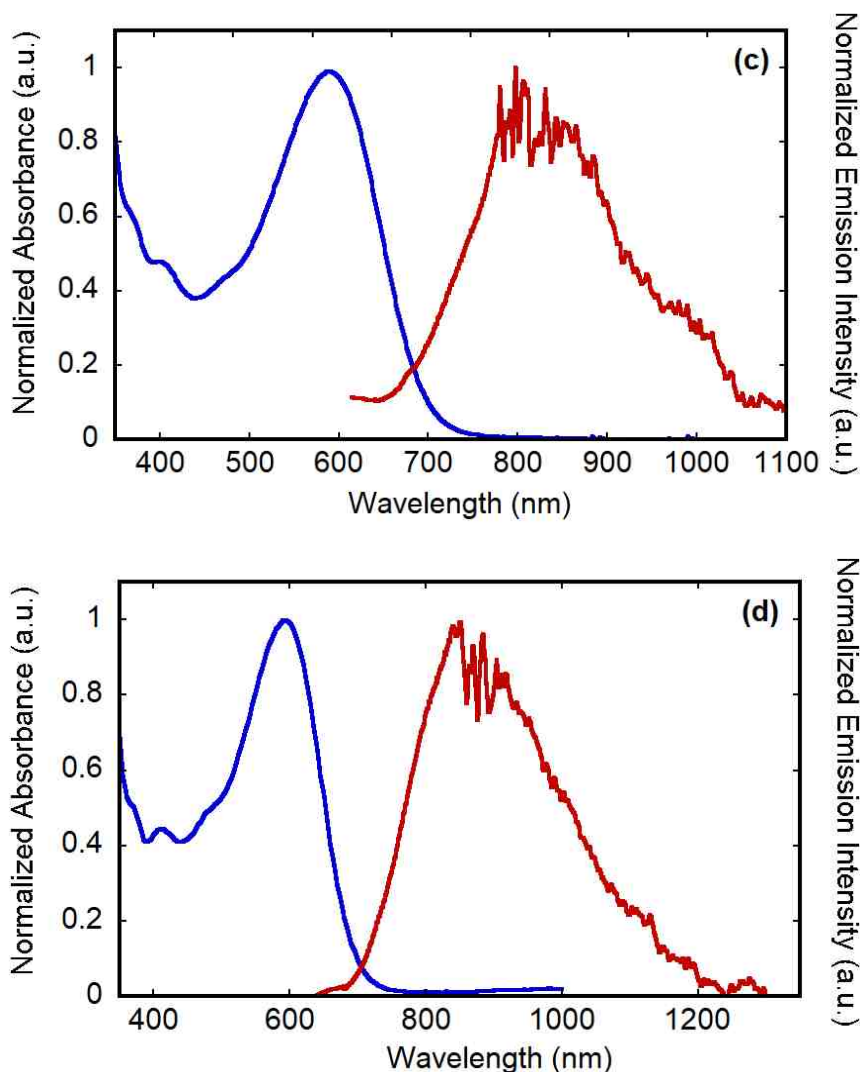 Normalized Absorbance (a.u.)
1
0.8
0.6
0.4
0.2
0
(c)
400 500 600 700 800 900 1000 1100
Wavelength (nm)
Normalized Emission Intensity (a.u.)
Normalized Absorbance (a.u.)
1
0.8
0.6
0.4
0.2
0
(d)
400 600 800 1000 1200
Wavelength (nm)
Normalized Emission Intensity (a.u.)